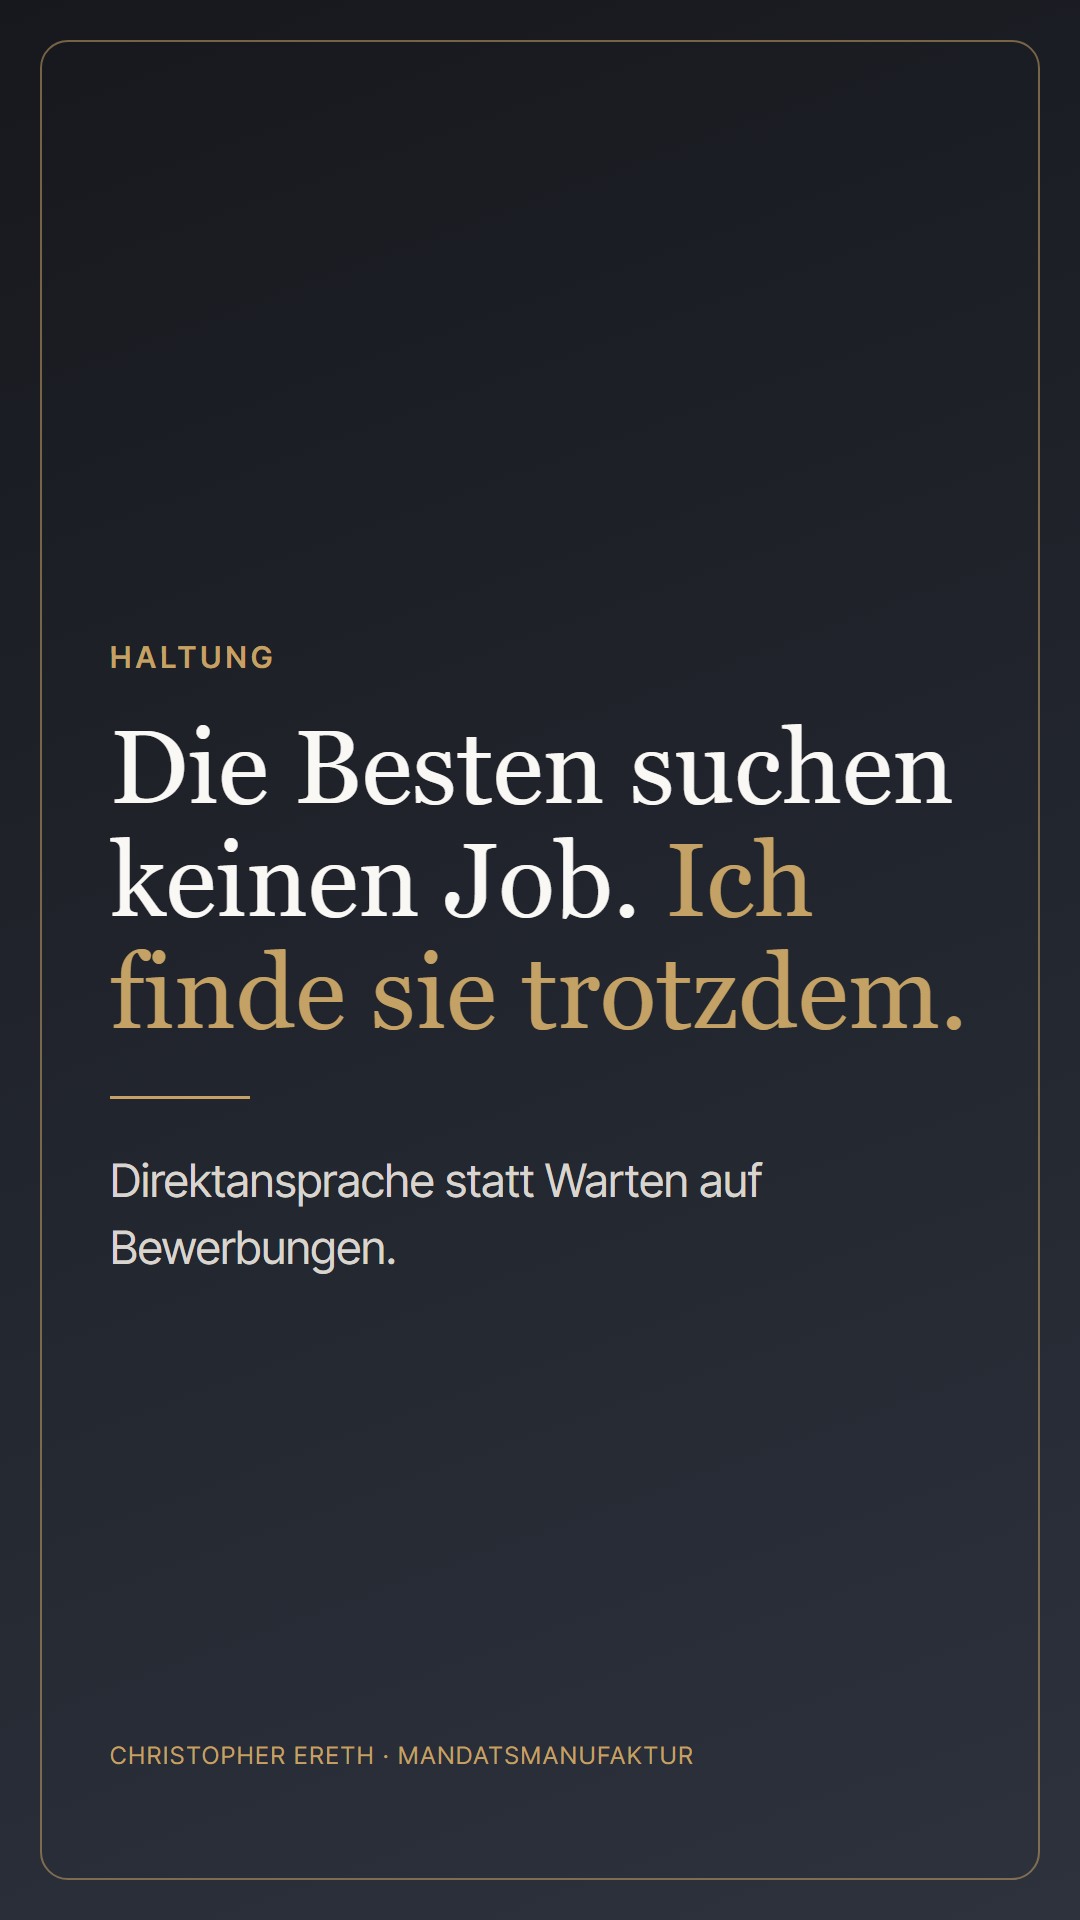 HALTUNG
Die Besten suchen
keinen Job. Ich
finde sie trotzdem.
Direktansprache statt Warten auf
Bewerbungen.
CHRISTOPHER ERETH · MANDATSMANUFAKTUR